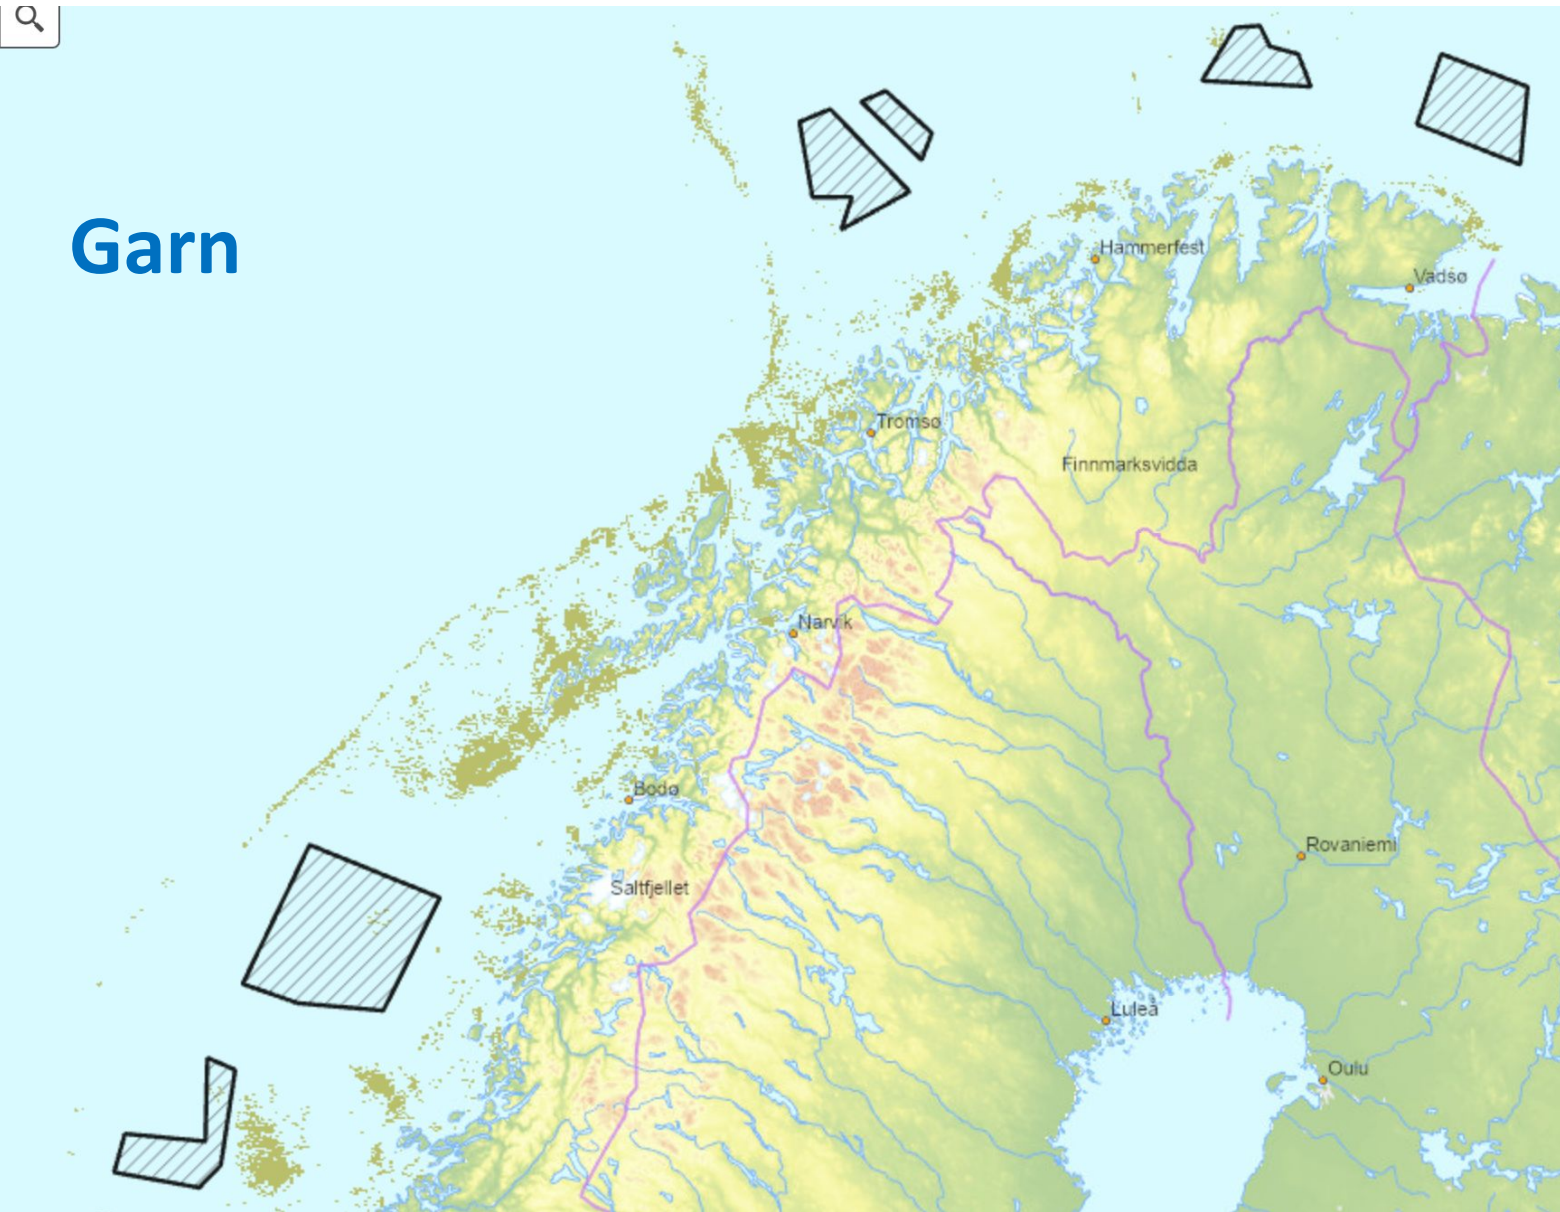 Garn
Hammerfest
Vadsø
Tromsø
Finnmarksvidda
Narvik
Bodø
Rovaniemi
Saltfjellet
Luleå
Oulu